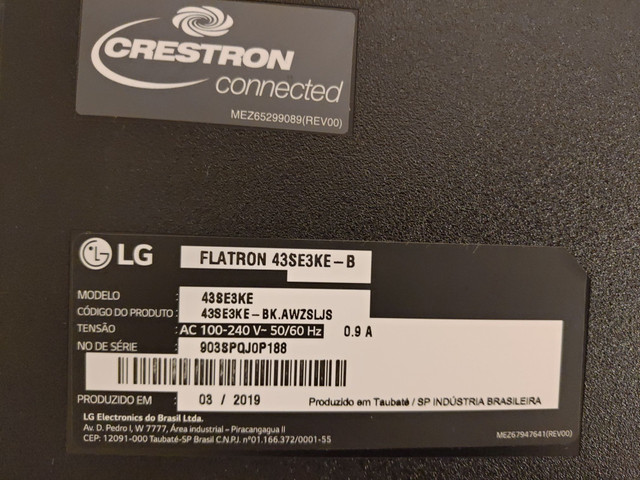 CRESTRON
connected
MEZ65299089(REV00)
LG FLATRON 43SE3KE-B
MODELO : 43SE3KE
CÓDIGO DO PRODUTO : 43SE3KE-BK.AWZSLJS
TENSÃO : AC 100-240 V~ 50/60 Hz 0.9 A
NO DE SÉRIE : 903SPQJ0P188
PRODUZIDO EM : 03 / 2019 Produzido em Taubaté / SP INDÚSTRIA BRASILEIRA
LG Electronics do Brasil Ltda.
Av. D. Pedro I, W 7777, Área industrial – Piracangagua II
CEP: 12091-000 Taubaté-SP Brasil C.N.P.J. nº01.166.372/0001-55
MEZ67947641(REV00)